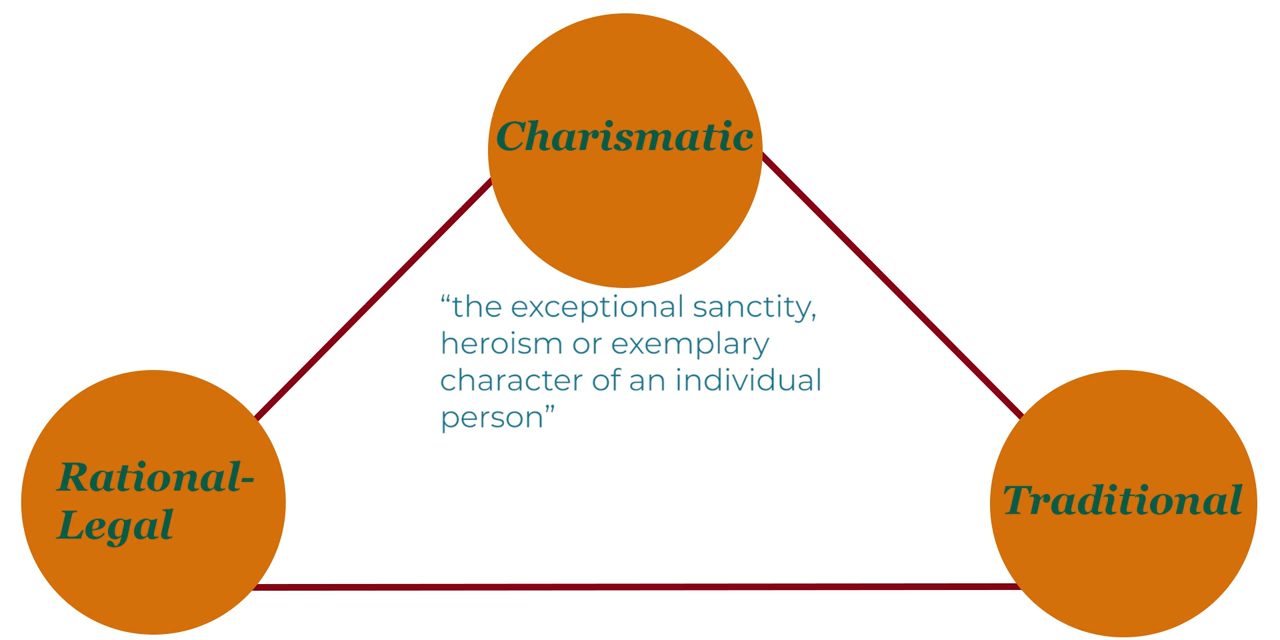 Charismatic
“the exceptional sanctity,
heroism or exemplary
character of an individual
person”
Rational-
Legal
Traditional